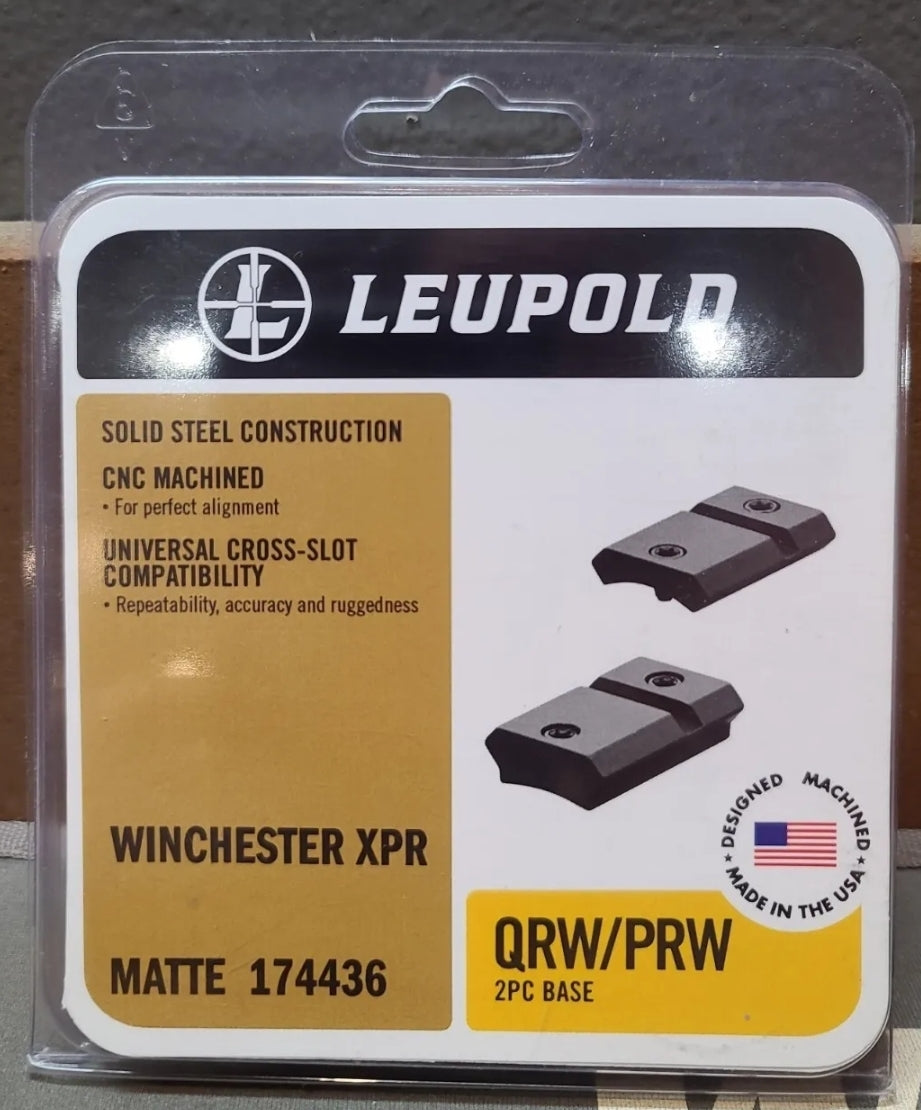 LEUPOLD
SOLID STEEL CONSTRUCTION
CNC MACHINED
• For perfect alignment
UNIVERSAL CROSS-SLOT
COMPATIBILITY
• Repeatability, accuracy and ruggedness
WINCHESTER XPR
MATTE 174436
DESIGNED MACHINED
★ MADE IN THE USA ★
QRW/PRW
2PC BASE